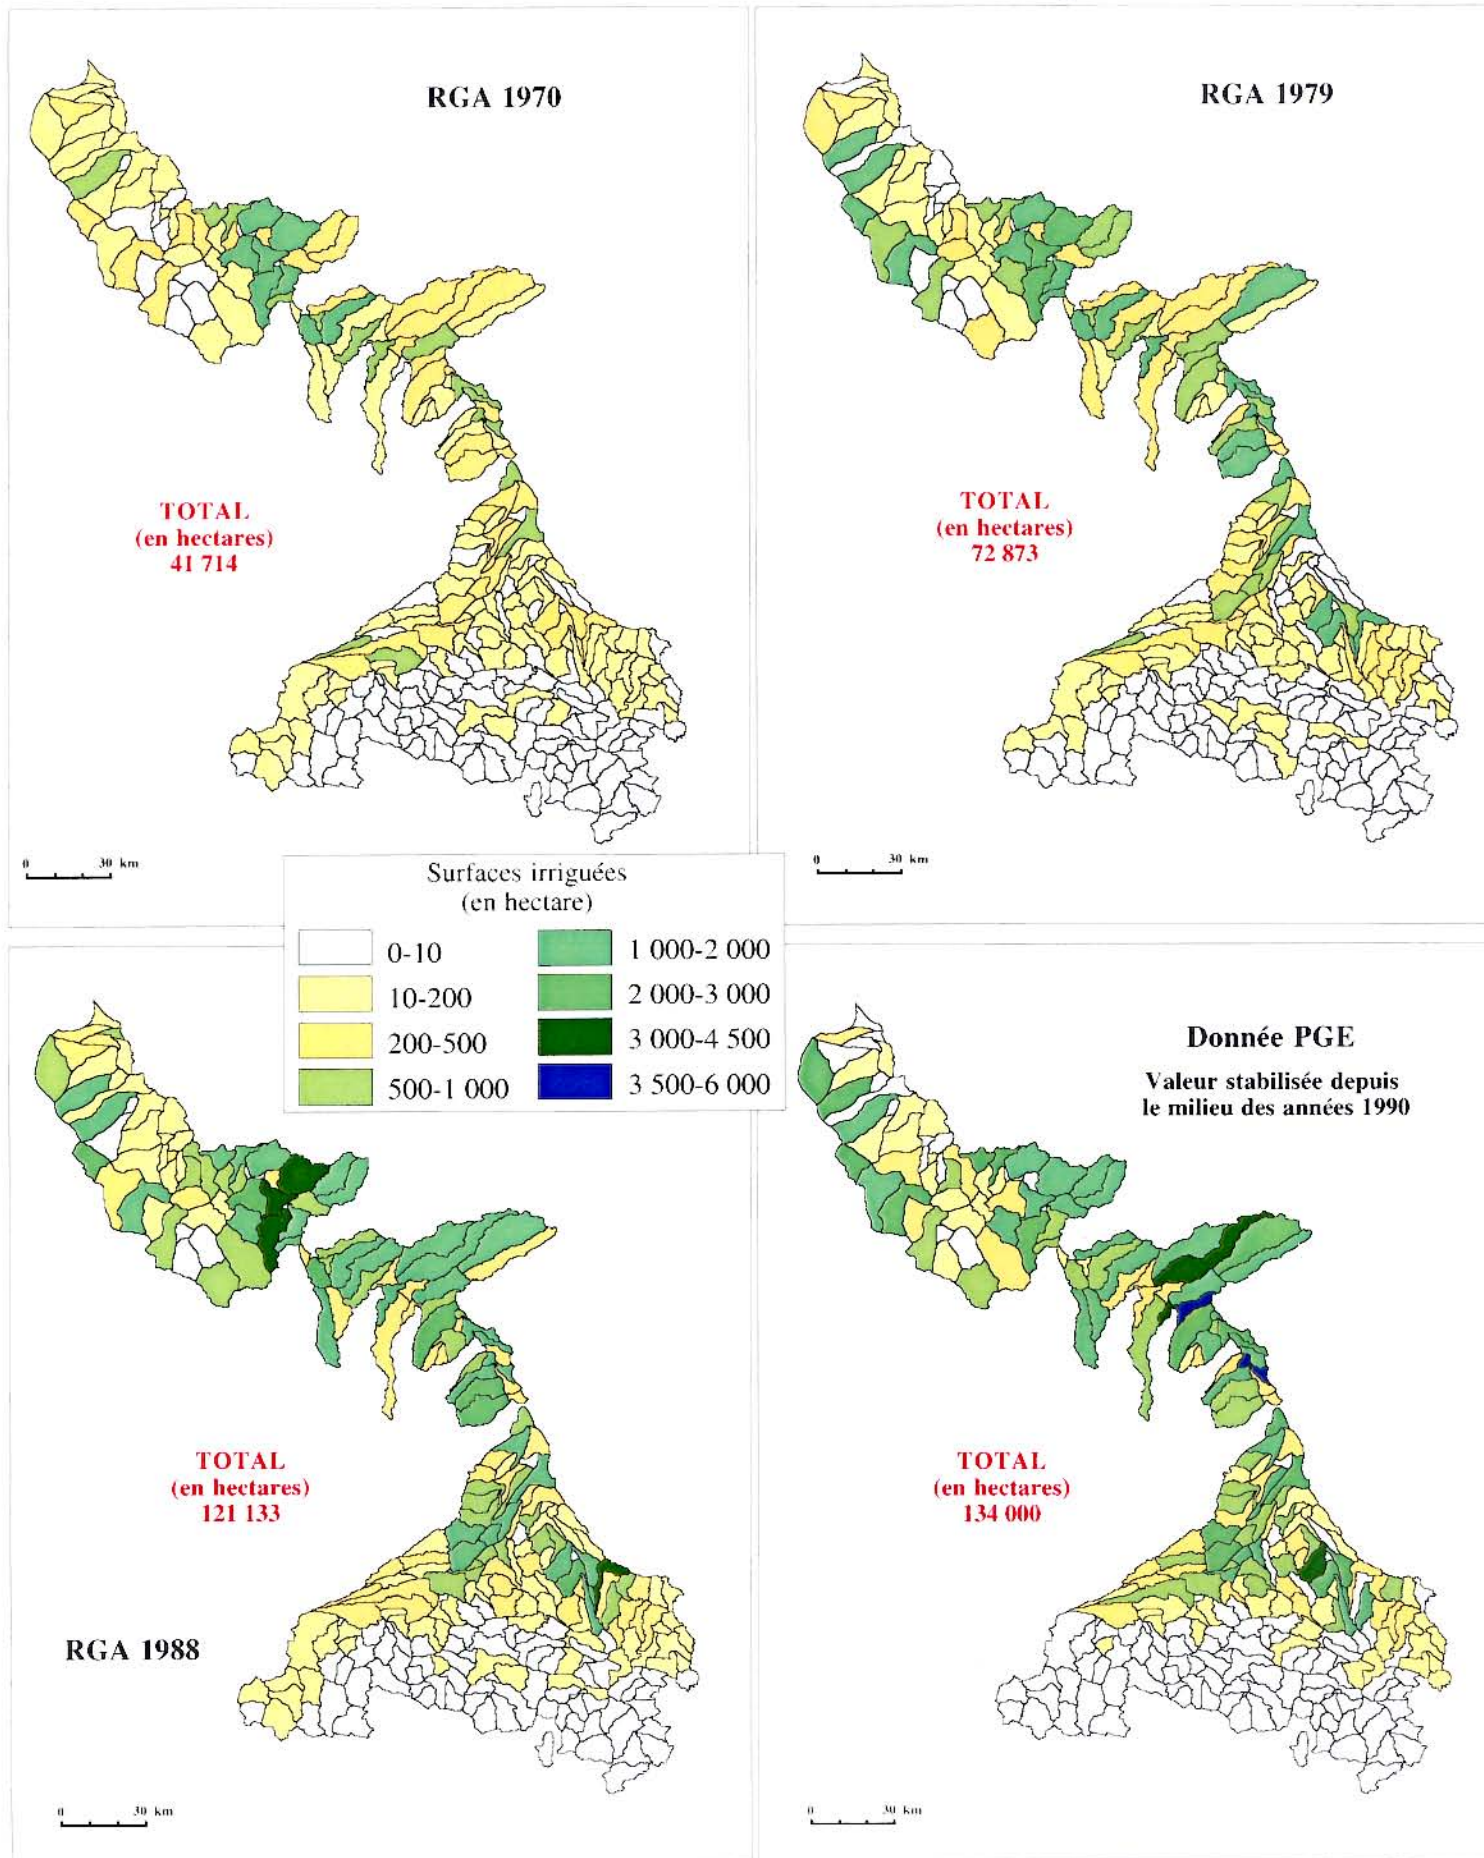 RGA 1970
TOTAL
(en hectares)
41 714
0 30 km
RGA 1979
TOTAL
(en hectares)
72 873
0 30 km
Surfaces irriguées
(en hectare)
0-10
10-200
200-500
500-1 000
1 000-2 000
2 000-3 000
3 000-4 500
3 500-6 000
TOTAL
(en hectares)
121 133
RGA 1988
0 30 km
Donnée PGE
Valeur stabilisée depuis
le milieu des années 1990
TOTAL
(en hectares)
134 000
0 30 km